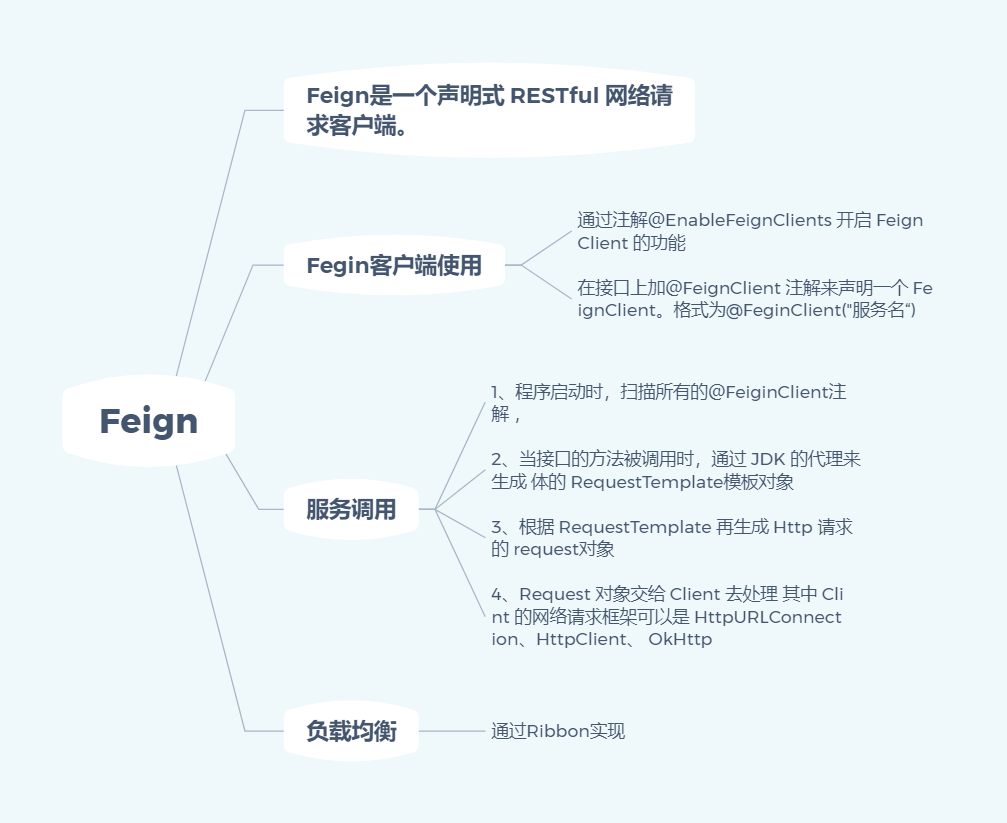 Feign是一个声明式 RESTful 网络请
求客户端。
通过注解@EnableFeignClients 开启 Feign
Client 的功能
Fegin客户端使用
在接口上加@FeignClient 注解来声明一个 Fe
ignClient。格式为@FeginClient("服务名“)
Feign
1、程序启动时，扫描所有的@FeiginClient注
解 ，
2、当接口的方法被调用时，通过 JDK 的代理来
生成 体的 RequestTemplate模板对象
服务调用
3、根据 RequestTemplate 再生成 Http 请求
的 request对象
4、Request 对象交给 Client 去处理 其中 Cli
nt 的网络请求框架可以是 HttpURLConnect
ion、HttpClient、 OkHttp
负载均衡
通过Ribbon实现